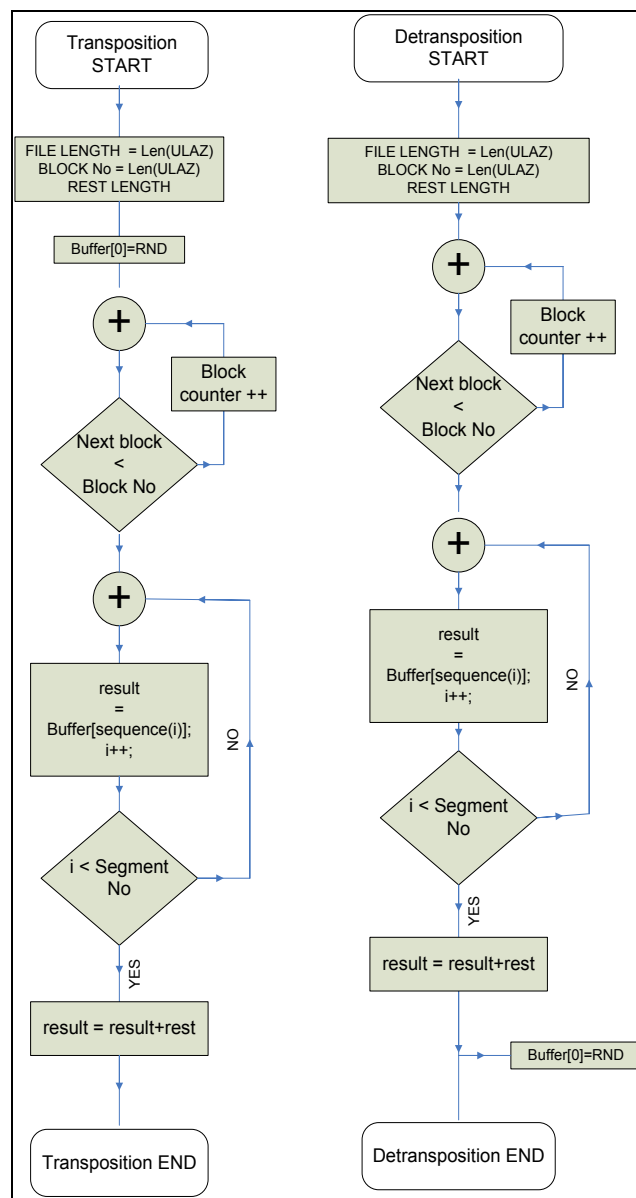 Transposition
START
FILE LENGTH = Len(ULAZ)
BLOCK No = Len(ULAZ)
REST LENGTH
Buffer[0]=RND
+
Block
counter ++
Next block
<
Block No
+
result
=
Buffer[sequence(i)];
i++;
NO
i < Segment
No
YES
result = result+rest
Transposition END
Detransposition
START
FILE LENGTH = Len(ULAZ)
BLOCK No = Len(ULAZ)
REST LENGTH
+
Block
counter ++
Next block
<
Block No
+
result
=
Buffer[sequence(i)];
i++;
NO
i < Segment
No
YES
result = result+rest
Buffer[0]=RND
Detransposition END